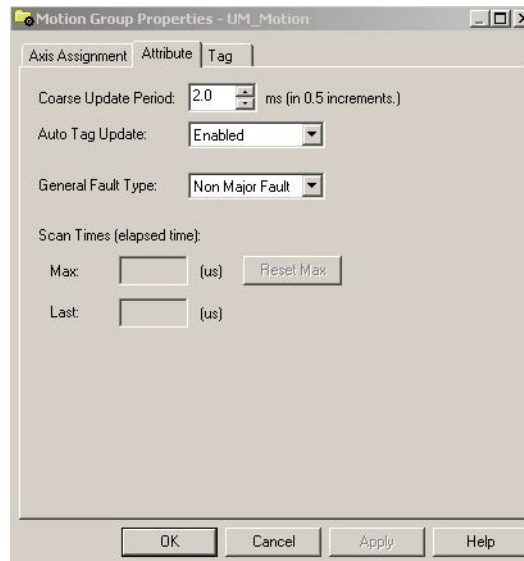 Motion Group Properties - UM_Motion
Axis Assignment Attribute Tag
Coarse Update Period: 2.0 ms (in 0.5 increments.)
Auto Tag Update: Enabled
General Fault Type: Non Major Fault
Scan Times (elapsed time):
Max: (us) Reset Max
Last: (us)
OK Cancel Apply Help